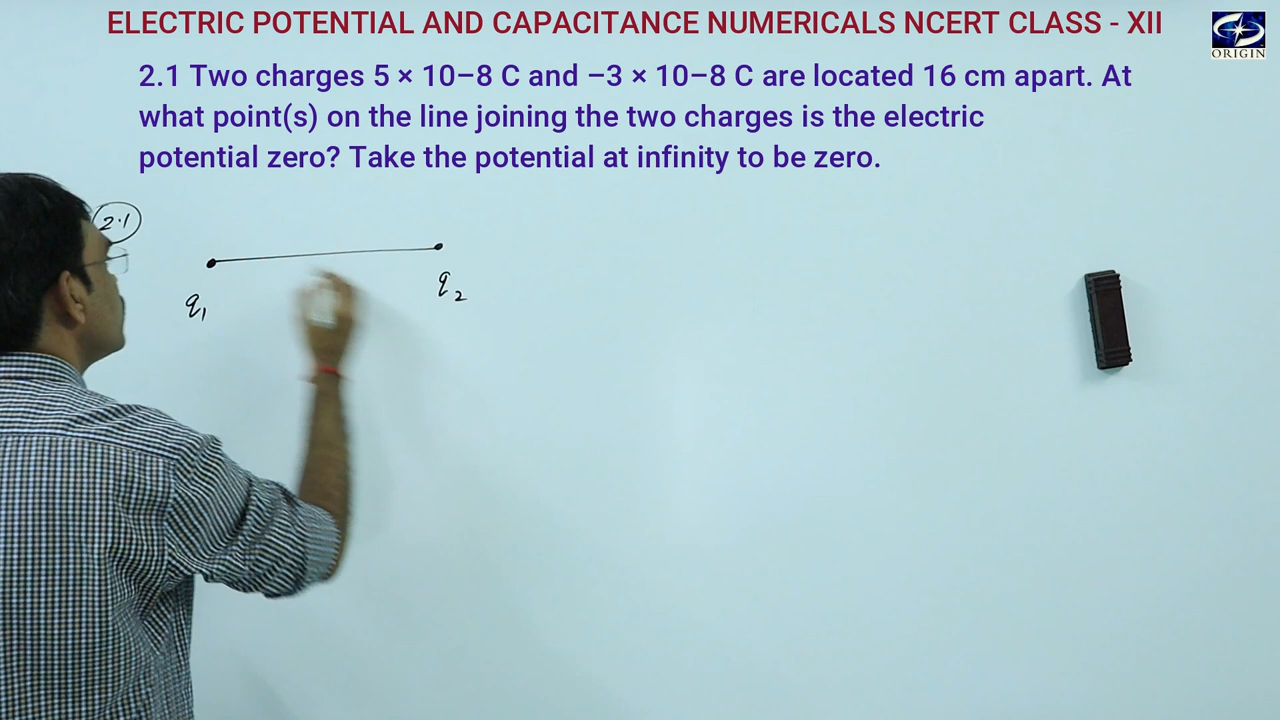 ELECTRIC POTENTIAL AND CAPACITANCE NUMERICALS NCERT CLASS - XII
ORIGIN
2.1 Two charges 5 × 10–8 C and –3 × 10–8 C are located 16 cm apart. At
what point(s) on the line joining the two charges is the electric
potential zero? Take the potential at infinity to be zero.
2.1
q₁
q₂